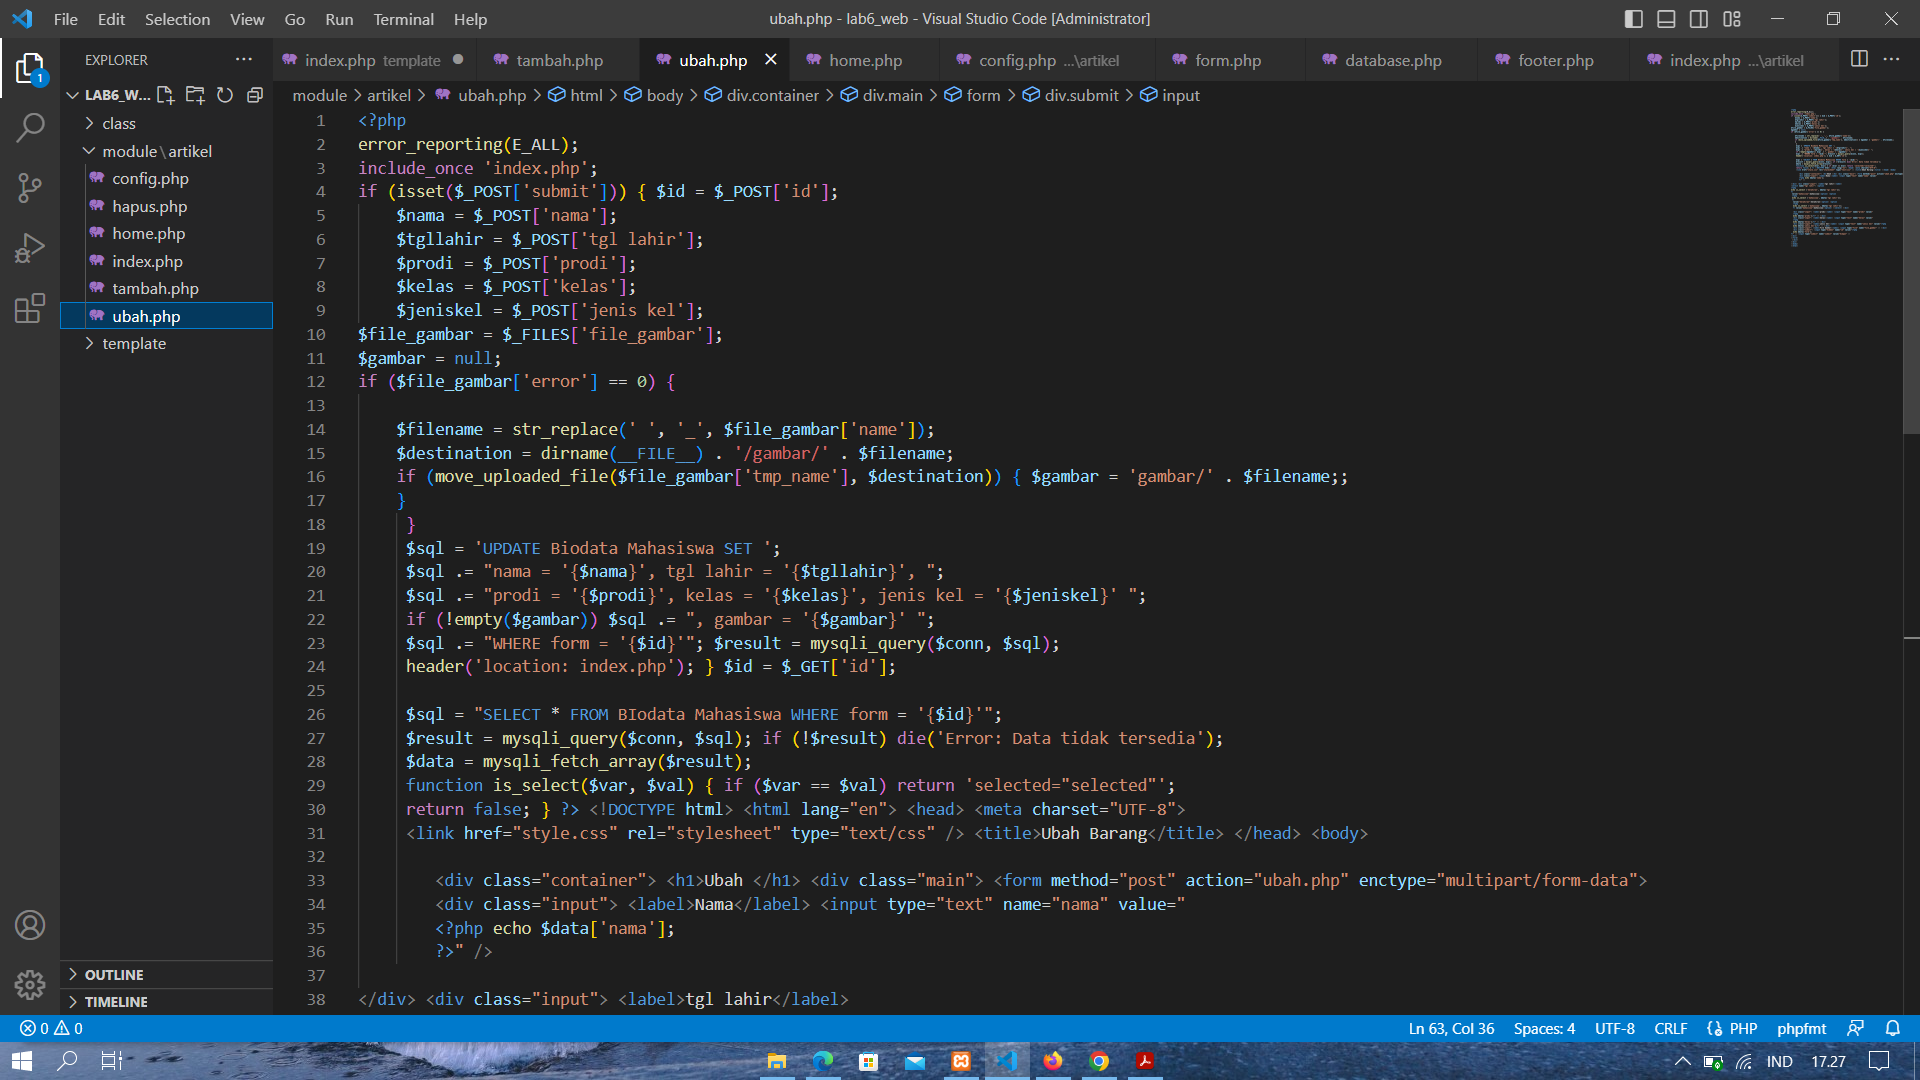 File Edit Selection View Go Run Terminal Help
ubah.php - lab6_web - Visual Studio Code [Administrator]
EXPLORER
index.php template
tambah.php
ubah.php
home.php
config.php ...\artikel
form.php
database.php
footer.php
index.php ...\artikel
LAB6_W...
module > artikel > ubah.php > html > body > div.container > div.main > form > div.submit > input
class
module\artikel
config.php
hapus.php
home.php
index.php
tambah.php
ubah.php
template
OUTLINE
TIMELINE
1
1 <?php
2 error_reporting(E_ALL);
3 include_once 'index.php';
4 if (isset($_POST['submit'])) { $id = $_POST['id'];
5 $nama = $_POST['nama'];
6 $tgllahir = $_POST['tgl lahir'];
7 $prodi = $_POST['prodi'];
8 $kelas = $_POST['kelas'];
9 $jeniskel = $_POST['jenis kel'];
10 $file_gambar = $_FILES['file_gambar'];
11 $gambar = null;
12 if ($file_gambar['error'] == 0) {
13
14 $filename = str_replace(' ', '_', $file_gambar['name']);
15 $destination = dirname(__FILE__) . '/gambar/' . $filename;
16 if (move_uploaded_file($file_gambar['tmp_name'], $destination)) { $gambar = 'gambar/' . $filename;;
17 }
18 }
19 $sql = 'UPDATE Biodata Mahasiswa SET ';
20 $sql .= "nama = '{$nama}', tgl lahir = '{$tgllahir}', ";
21 $sql .= "prodi = '{$prodi}', kelas = '{$kelas}', jenis kel = '{$jeniskel}' ";
22 if (!empty($gambar)) $sql .= ", gambar = '{$gambar}' ";
23 $sql .= "WHERE form = '{$id}'"; $result = mysqli_query($conn, $sql);
24 header('location: index.php'); } $id = $_GET['id'];
25
26 $sql = "SELECT * FROM BIodata Mahasiswa WHERE form = '{$id}'";
27 $result = mysqli_query($conn, $sql); if (!$result) die('Error: Data tidak tersedia');
28 $data = mysqli_fetch_array($result);
29 function is_select($var, $val) { if ($var == $val) return 'selected="selected"';
30 return false; } ?> <!DOCTYPE html> <html lang="en"> <head> <meta charset="UTF-8">
31 <link href="style.css" rel="stylesheet" type="text/css" /> <title>Ubah Barang</title> </head> <body>
32
33 <div class="container"> <h1>Ubah </h1> <div class="main"> <form method="post" action="ubah.php" enctype="multipart/form-data">
34 <div class="input"> <label>Nama</label> <input type="text" name="nama" value="
35 <?php echo $data['nama'];
36 ?>" />
37
38 </div> <div class="input"> <label>tgl lahir</label>
0 0
Ln 63, Col 36 Spaces: 4 UTF-8 CRLF PHP phpfmt
IND 17.27